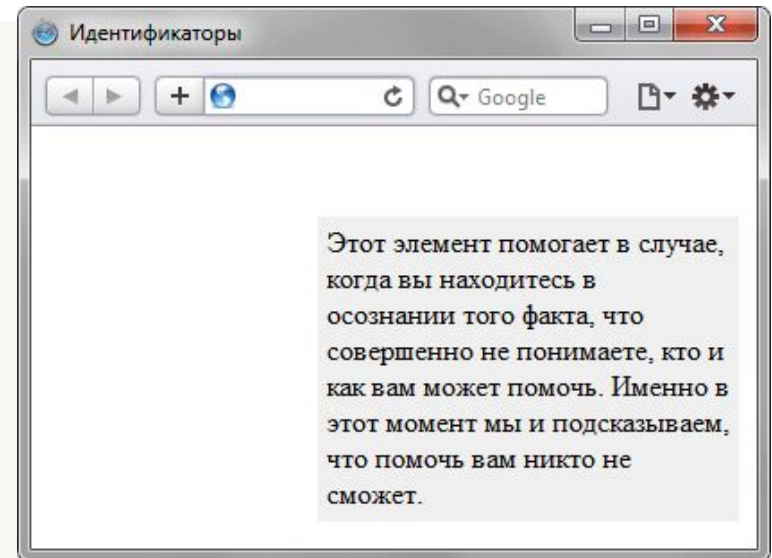 Идентификаторы
Google
Этот элемент помогает в случае,
когда вы находитесь в
осознании того факта, что
совершенно не понимаете, кто и
как вам может помочь. Именно в
этот момент мы и подсказываем,
что помочь вам никто не
сможет.